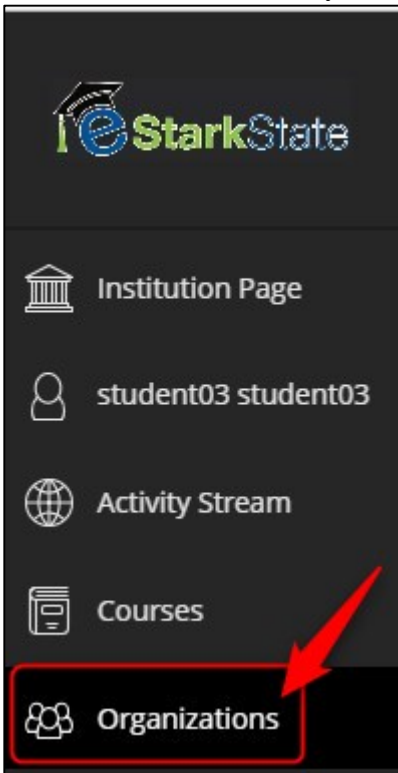 eStarkState
Institution Page
student03 student03
Activity Stream
Courses
Organizations